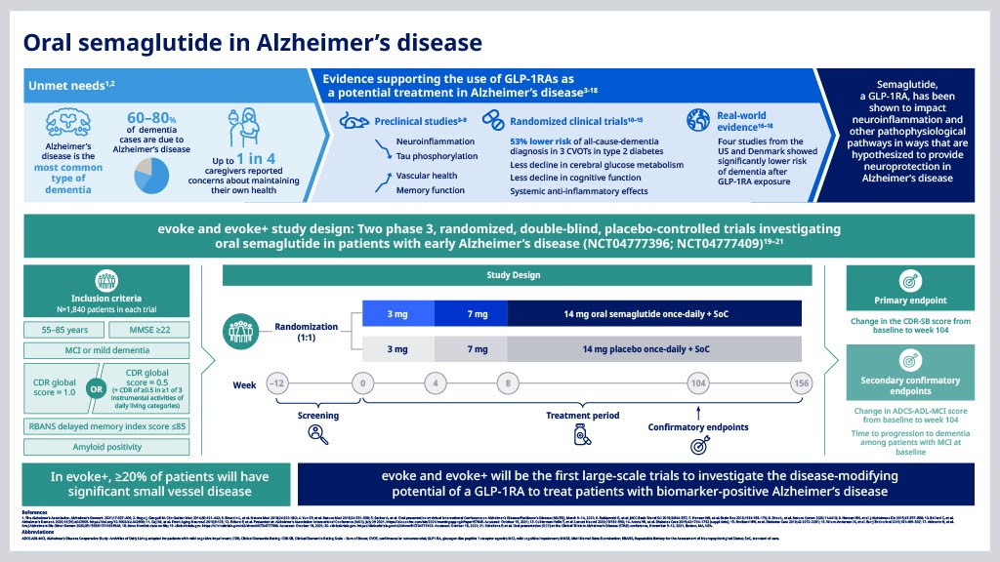 Oral semaglutide in Alzheimer's disease
Unmet needs1,2
Alzheimer's
disease is the
most common
type of
dementia
60–80%
of dementia
cases are due to
Alzheimer's disease
Up to 1 in 4
caregivers reported
concerns about maintaining
their own health
Evidence supporting the use of GLP-1RAs as
a potential treatment in Alzheimer's disease3-18
Preclinical studies3-9
Neuroinflammation
Tau phosphorylation
Vascular health
Memory function
Randomized clinical trials10-15
53% lower risk of all-cause-dementia
diagnosis in 3 CVOTs in type 2 diabetes
Less decline in cerebral glucose metabolism
Less decline in cognitive function
Systemic anti-inflammatory effects
Real-world
evidence16-18
Four studies from the
US and Denmark showed
significantly lower risk
of dementia after
GLP-1RA exposure
Semaglutide,
a GLP-1RA, has been
shown to impact
neuroinflammation and
other pathophysiological
pathways in ways that are
hypothesized to provide
neuroprotection in
Alzheimer's disease
evoke and evoke+ study design: Two phase 3, randomized, double-blind, placebo-controlled trials investigating
oral semaglutide in patients with early Alzheimer's disease (NCT04777396; NCT04777409)19-21
Inclusion criteria
N=1,840 patients in each trial
55–85 years
MMSE ≥22
MCI or mild dementia
CDR global
score = 1.0
OR
CDR global
score = 0.5
(+ CDR of ≥0.5 in ≥1 of 3
instrumental activities of
daily living categories)
RBANS delayed memory index score ≤85
Amyloid positivity
Study Design
Randomization
(1:1)
3 mg
7 mg
14 mg oral semaglutide once-daily + SoC
3 mg
7 mg
14 mg placebo once-daily + SoC
Week
–12
0
4
8
104
156
Screening
Treatment period
Confirmatory endpoints
Primary endpoint
Change in the CDR-SB score from
baseline to week 104
Secondary confirmatory
endpoints
Change in ADCS-ADL-MCI score
from baseline to week 104
Time to progression to dementia
among patients with MCI at
baseline
In evoke+, ≥20% of patients will have
significant small vessel disease
evoke and evoke+ will be the first large-scale trials to investigate the disease-modifying
potential of a GLP-1RA to treat patients with biomarker-positive Alzheimer's disease
References
Abbreviations